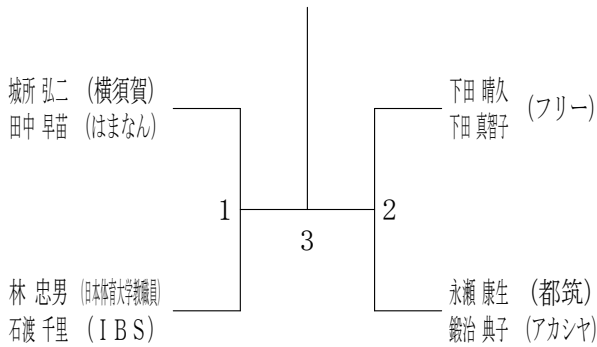 城所 弘二 (横須賀)
田中 早苗 (はまなん)
林 忠男 (日本体育大学教職員)
石渡 千里 (ＩＢＳ)
1
3
2
下田 晴久
下田 真智子
(フリー)
永瀬 康生 (都筑)
鍛治 典子 (アカシヤ)